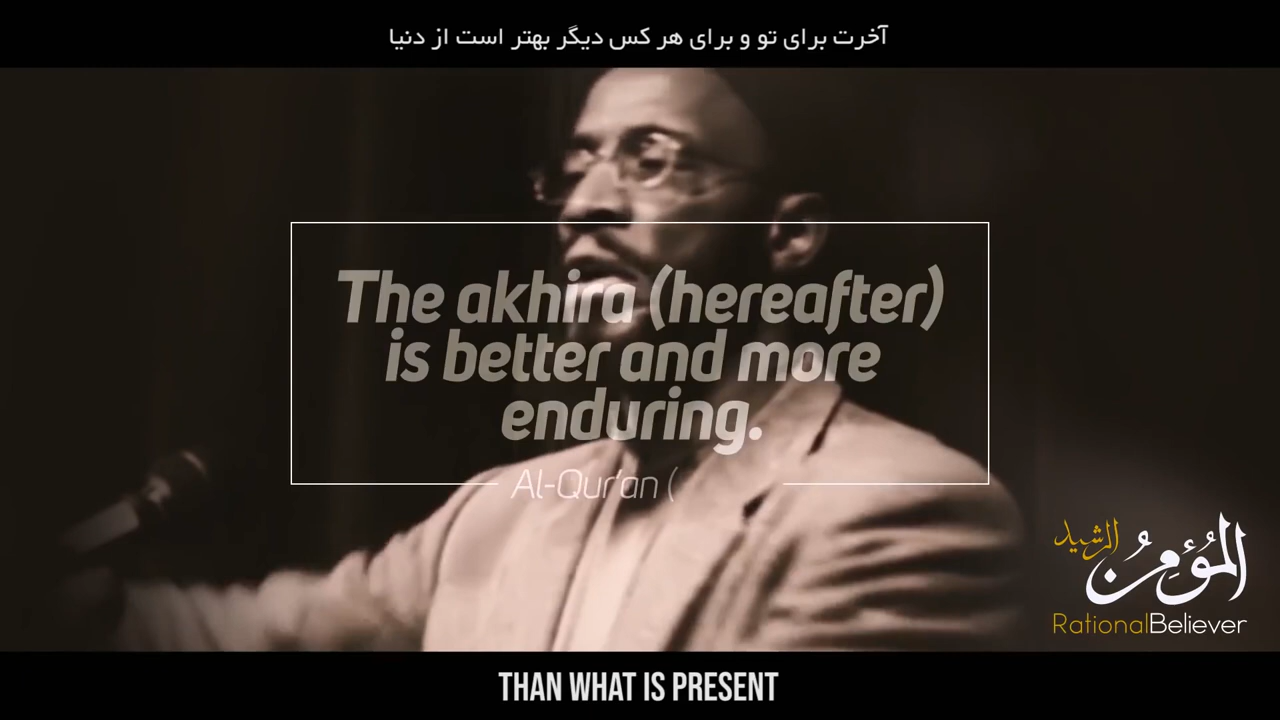 آخرت برای تو و برای هر کس دیگر بهتر است از دنیا
The akhira (hereafter)
is better and more
enduring.
Al-Qur'an (
المؤمن الرشيد
RationalBeliever
THAN WHAT IS PRESENT